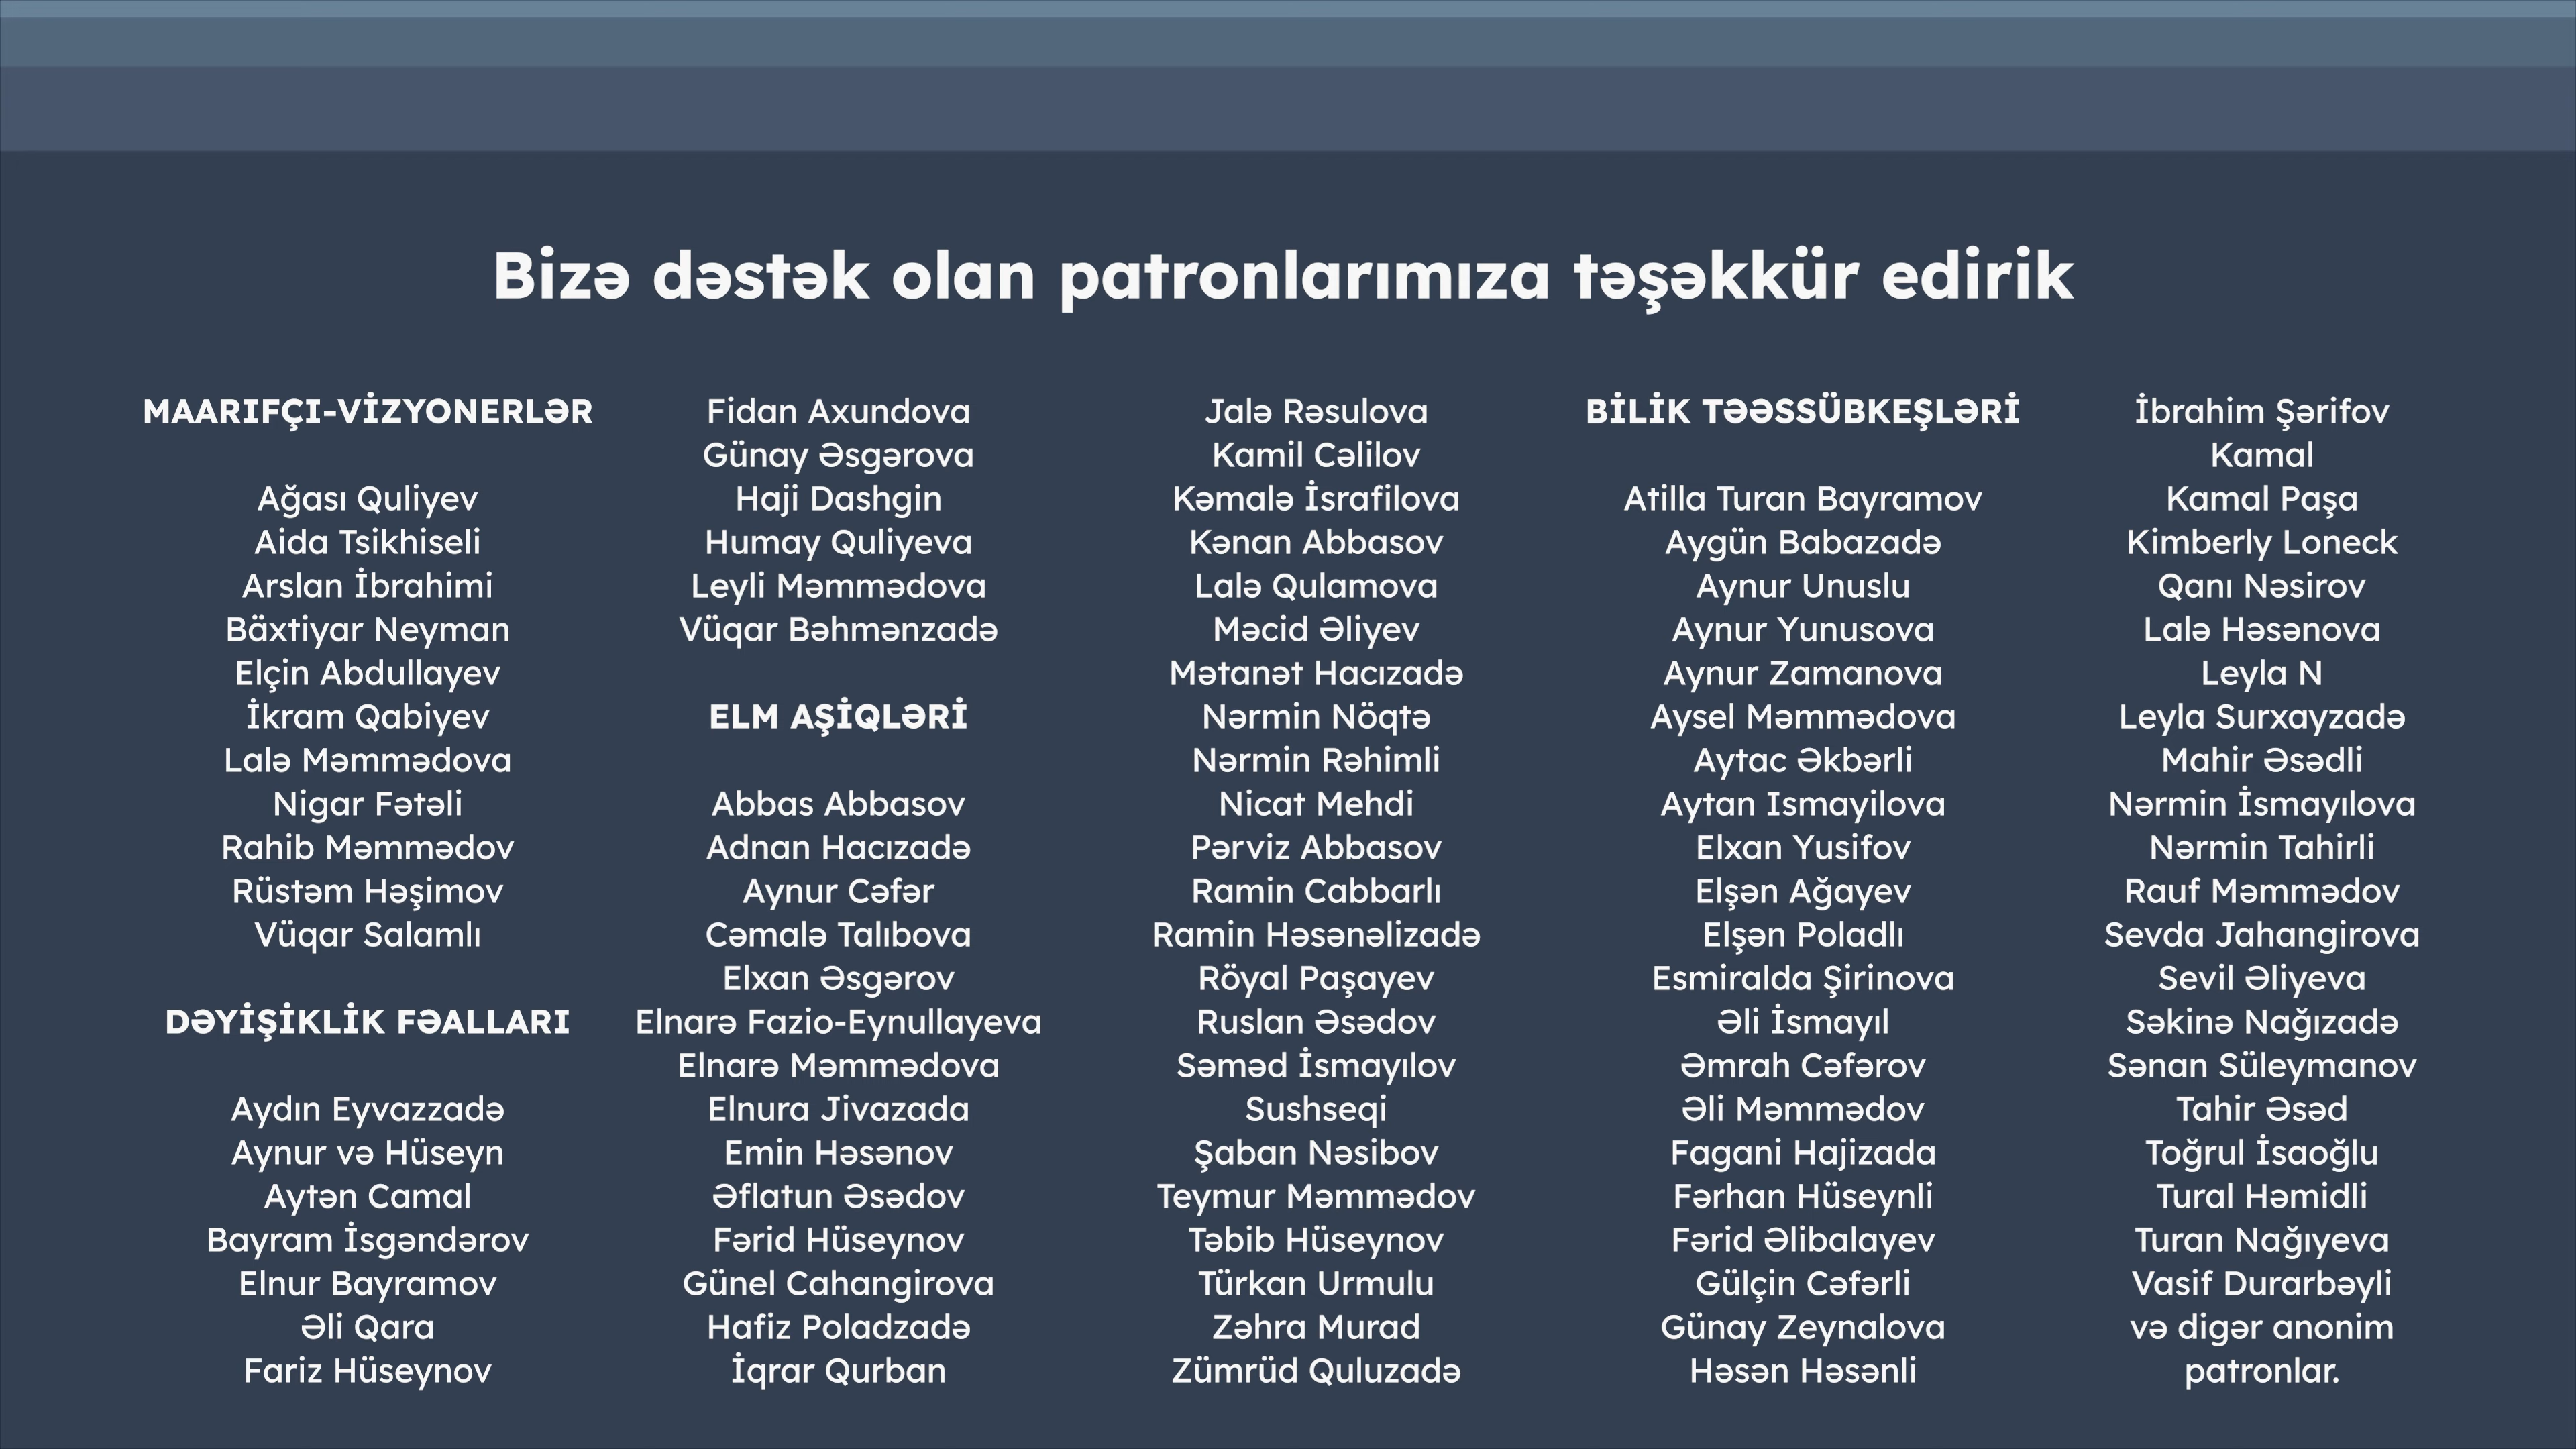 Bizə dəstək olan patronlarımıza təşəkkür edirik
MAARIFÇI-VİZYONERLƏR
Ağası Quliyev
Aida Tsikhiseli
Arslan İbrahimi
Bäxtiyar Neyman
Elçin Abdullayev
İkram Qabiyev
Lalə Məmmədova
Nigar Fətəli
Rahib Məmmədov
Rüstəm Həşimov
Vüqar Salamlı
DƏYİŞİKLİK FƏALLARI
Aydın Eyvazzadə
Aynur və Hüseyn
Aytən Camal
Bayram İsgəndərov
Elnur Bayramov
Əli Qara
Fariz Hüseynov
Fidan Axundova
Günay Əsgərova
Haji Dashgin
Humay Quliyeva
Leyli Məmmədova
Vüqar Bəhmənzadə
ELM AŞİQLƏRİ
Abbas Abbasov
Adnan Hacızadə
Aynur Cəfər
Cəmalə Talıbova
Elxan Əsgərov
Elnarə Fazio-Eynullayeva
Elnarə Məmmədova
Elnura Jivazada
Emin Həsənov
Əflatun Əsədov
Fərid Hüseynov
Günel Cahangirova
Hafiz Poladzadə
İqrar Qurban
Jalə Rəsulova
Kamil Cəlilov
Kəmalə İsrafilova
Kənan Abbasov
Lalə Qulamova
Məcid Əliyev
Mətanət Hacızadə
Nərmin Nöqtə
Nərmin Rəhimli
Nicat Mehdi
Pərviz Abbasov
Ramin Cabbarlı
Ramin Həsənəlizadə
Röyal Paşayev
Ruslan Əsədov
Səməd İsmayılov
Sushseqi
Şaban Nəsibov
Teymur Məmmədov
Təbib Hüseynov
Türkan Urmulu
Zəhra Murad
Zümrüd Quluzadə
BİLİK TƏƏSSÜBKEŞLƏRİ
Atilla Turan Bayramov
Aygün Babazadə
Aynur Unuslu
Aynur Yunusova
Aynur Zamanova
Aysel Məmmədova
Aytac Əkbərli
Aytan Ismayilova
Elxan Yusifov
Elşən Ağayev
Elşən Poladlı
Esmiralda Şirinova
Əli İsmayıl
Əmrah Cəfərov
Əli Məmmədov
Fagani Hajizada
Fərhan Hüseynli
Fərid Əlibalayev
Gülçin Cəfərli
Günay Zeynalova
Həsən Həsənli
İbrahim Şərifov
Kamal
Kamal Paşa
Kimberly Loneck
Qanı Nəsirov
Lalə Həsənova
Leyla N
Leyla Surxayzadə
Mahir Əsədli
Nərmin İsmayılova
Nərmin Tahirli
Rauf Məmmədov
Sevda Jahangirova
Sevil Əliyeva
Səkinə Nağızadə
Sənan Süleymanov
Tahir Əsəd
Toğrul İsaoğlu
Tural Həmidli
Turan Nağıyeva
Vasif Durarbəyli
və digər anonim
patronlar.